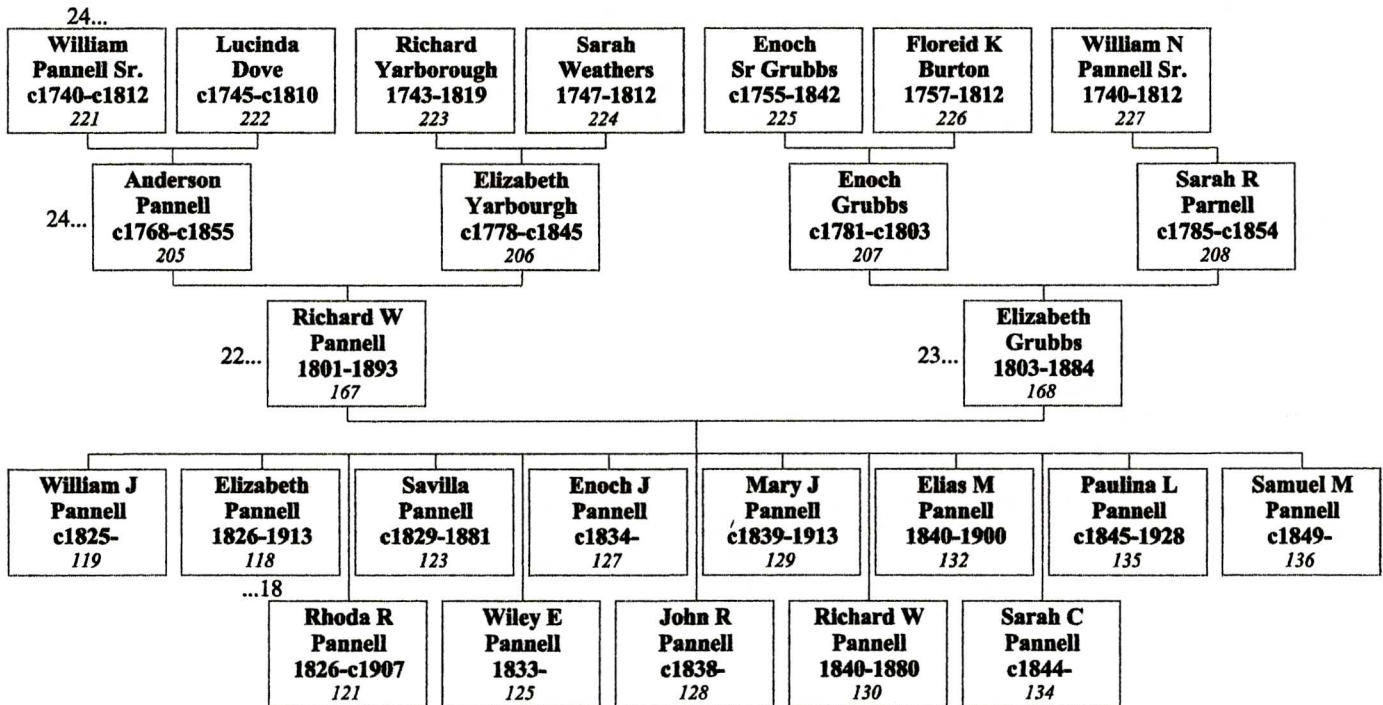 24...
William
Pannell Sr.
c1740-c1812
221
Lucinda
Dove
c1745-c1810
222
Richard
Yarborough
1743-1819
223
Sarah
Weathers
1747-1812
224
Enoch
Sr Grubbs
c1755-1842
225
Floreid K
Burton
1757-1812
226
William N
Pannell Sr.
1740-1812
227
24...
Anderson
Pannell
c1768-c1855
205
Elizabeth
Yarbourgh
c1778-c1845
206
Enoch
Grubbs
c1781-c1803
207
Sarah R
Parnell
c1785-c1854
208
22...
Richard W
Pannell
1801-1893
167
23...
Elizabeth
Grubbs
1803-1884
168
William J
Pannell
c1825-
119
Elizabeth
Pannell
1826-1913
118
...18
Savilla
Pannell
c1829-1881
123
Enoch J
Pannell
c1834-
127
Mary J
Pannell
c1839-1913
129
Elias M
Pannell
1840-1900
132
Paulina L
Pannell
c1845-1928
135
Samuel M
Pannell
c1849-
136
Rhoda R
Pannell
1826-c1907
121
Wiley E
Pannell
1833-
125
John R
Pannell
c1838-
128
Richard W
Pannell
1840-1880
130
Sarah C
Pannell
c1844-
134